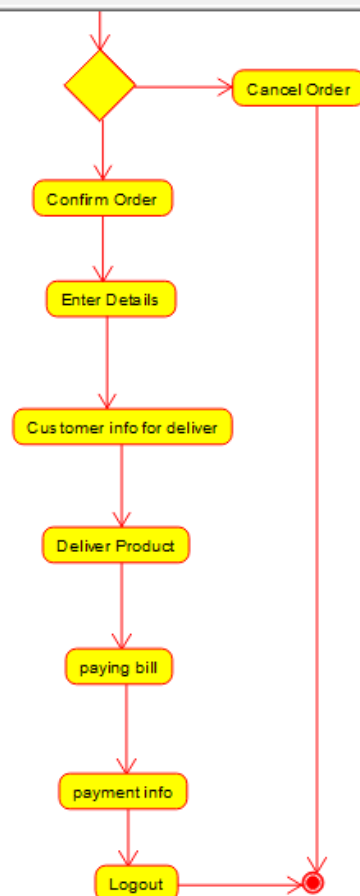 Cancel Order
Confirm Order
Enter Details
Customer info for deliver
Deliver Product
paying bill
payment info
Logout